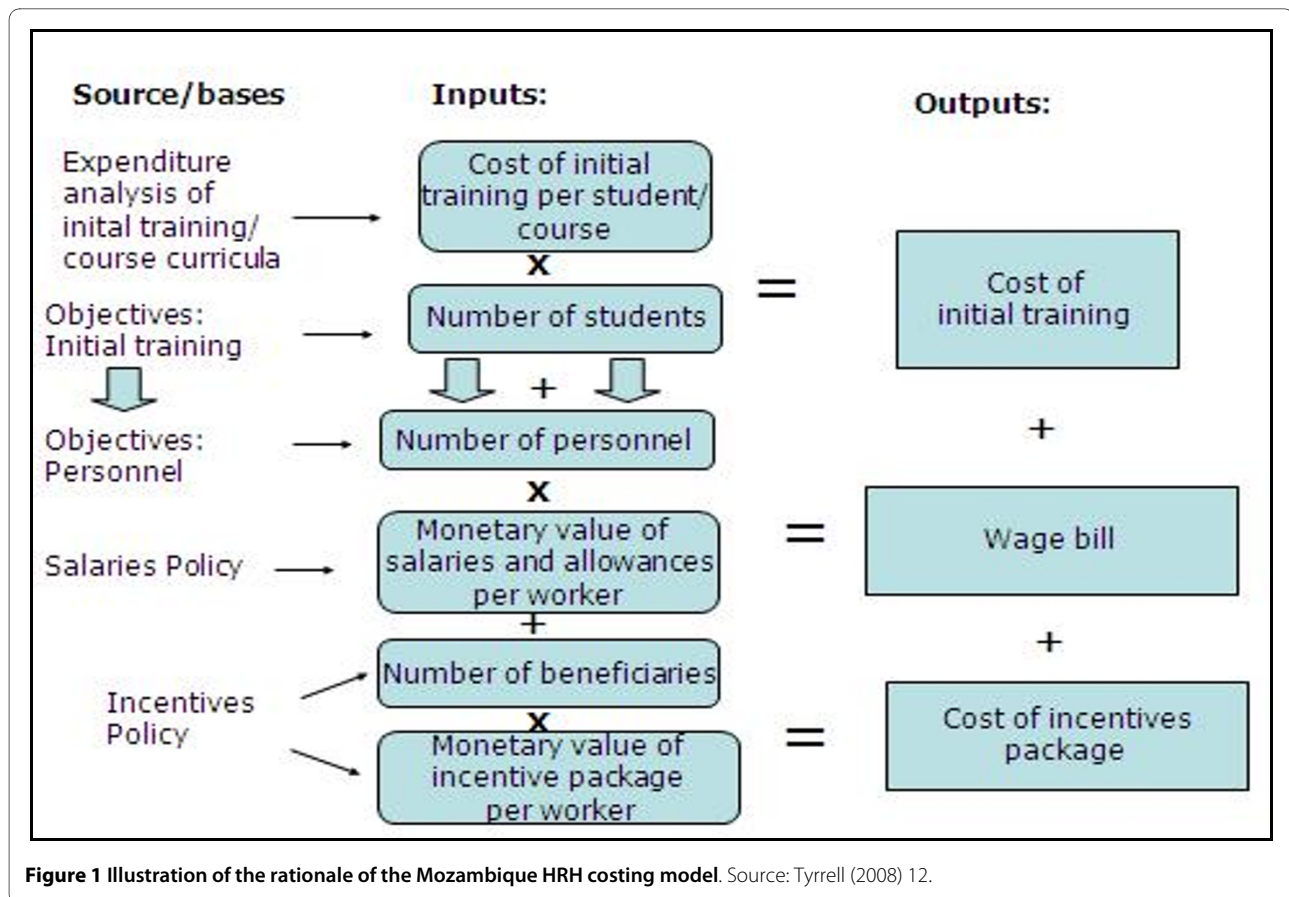 Source/bases
Inputs:
Outputs:
Expenditure
analysis of
inital training/
course curricula
Cost of initial
training per student/
course
x
Number of students
=
Cost of
initial training
Objectives:
Initial training
+
+
Objectives:
Personnel
Number of personnel
x
Monetary value of
salaries and allowances
per worker
=
Wage bill
Salaries Policy
+
+
Incentives
Policy
Number of beneficiaries
x
Monetary value of
incentive package
per worker
=
Cost of incentives
package
Figure 1 Illustration of the rationale of the Mozambique HRH costing model. Source: Tyrrell (2008) 12.